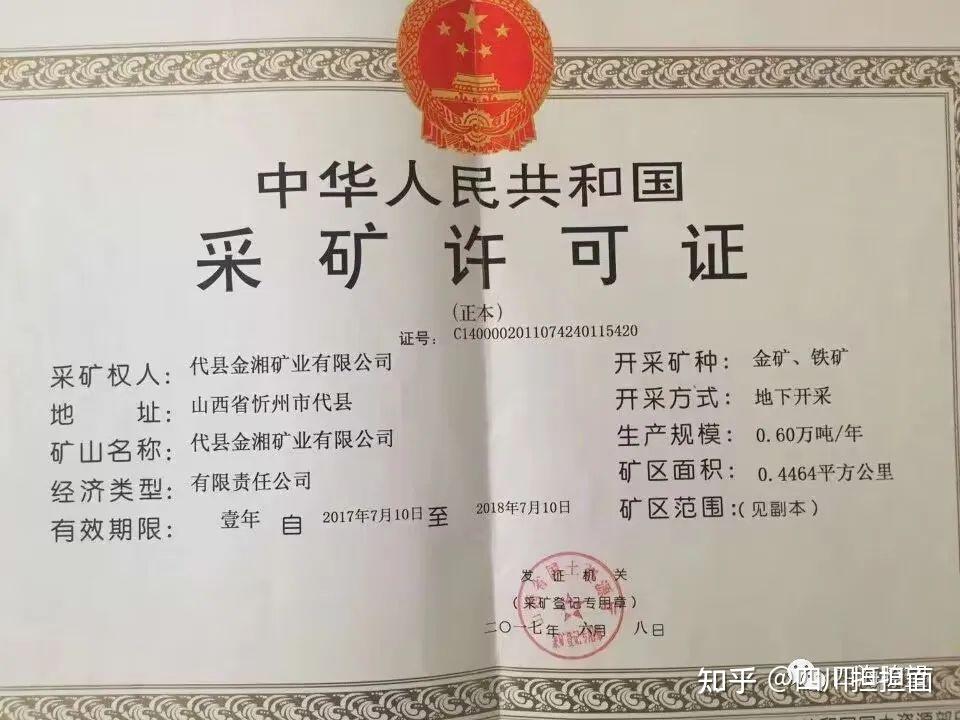 中华人民共和国
采矿许可证
(正本)
证号： C1400002011074240115420
采矿权人： 代县金湘矿业有限公司
地 址： 山西省忻州市代县
矿山名称： 代县金湘矿业有限公司
经济类型： 有限责任公司
有效期限： 壹年 自 2017年7月10日 至 2018年7月10日
开采矿种： 金矿、铁矿
开采方式： 地下开采
生产规模： 0.60万吨/年
矿区面积： 0.4464平方公里
矿区范围：(见副本)
发 证 机 关
(采矿登记专用章)
二〇一七年 六月 八日
知乎 @四川担担面